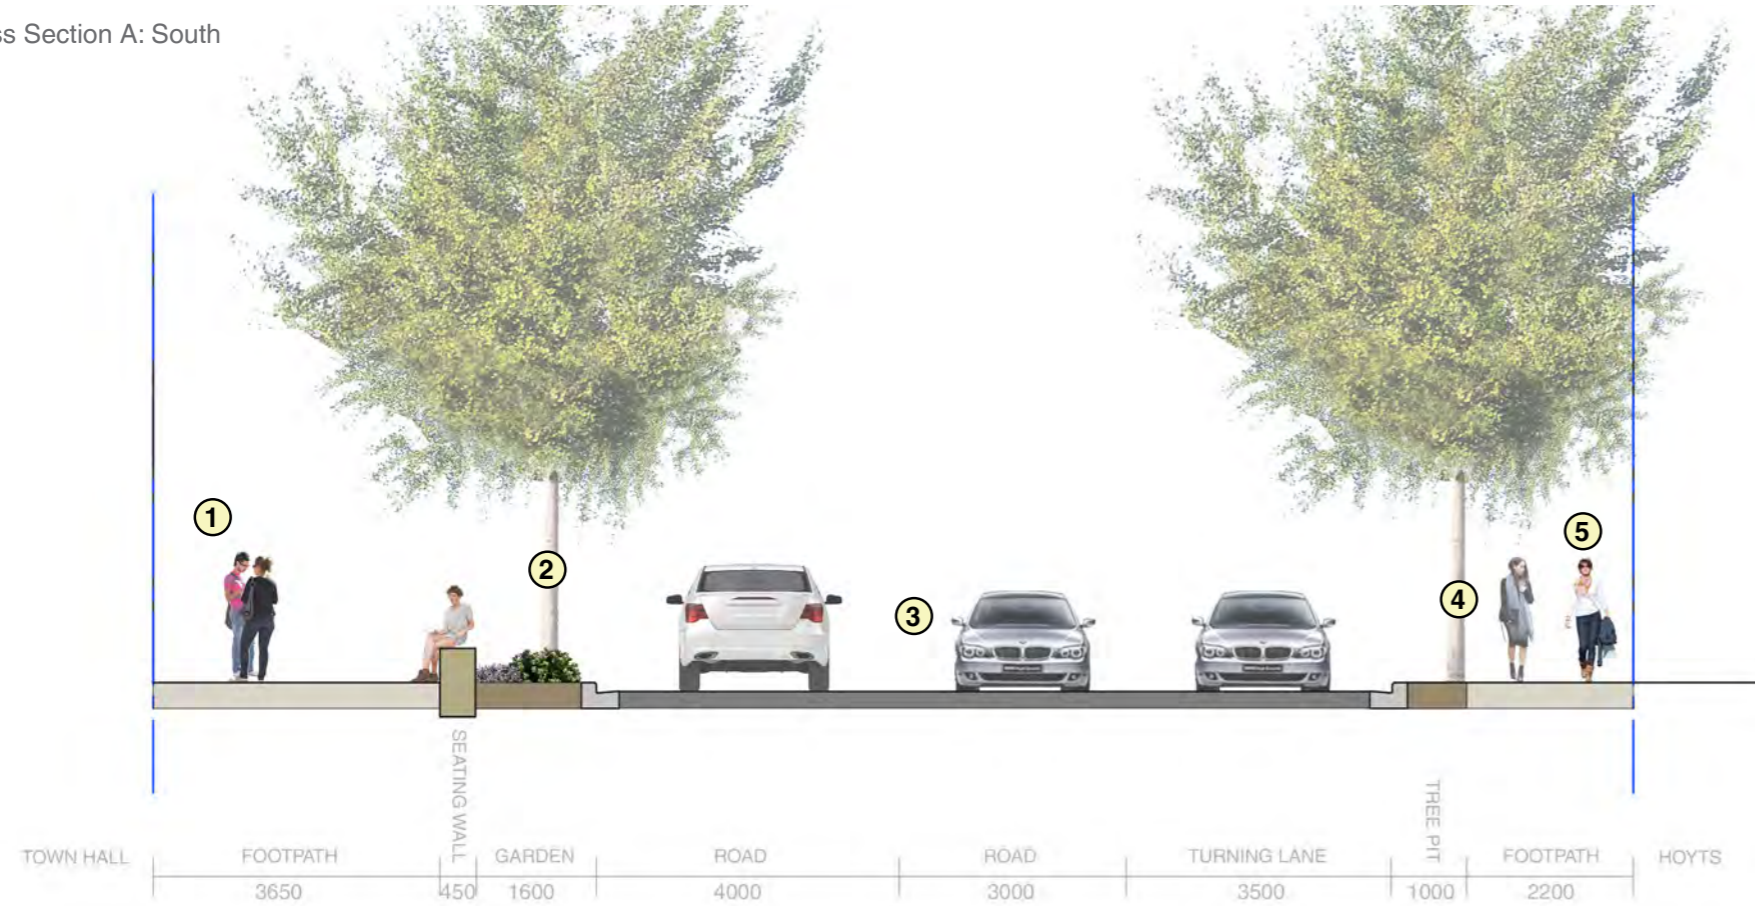 ss Section A: South
1
2
3
4
5
SEATING WALL
TREE PIT
TOWN HALL FOOTPATH GARDEN ROAD ROAD TURNING LANE FOOTPATH HOYTS
3650 450 1600 4000 3000 3500 1000 2200